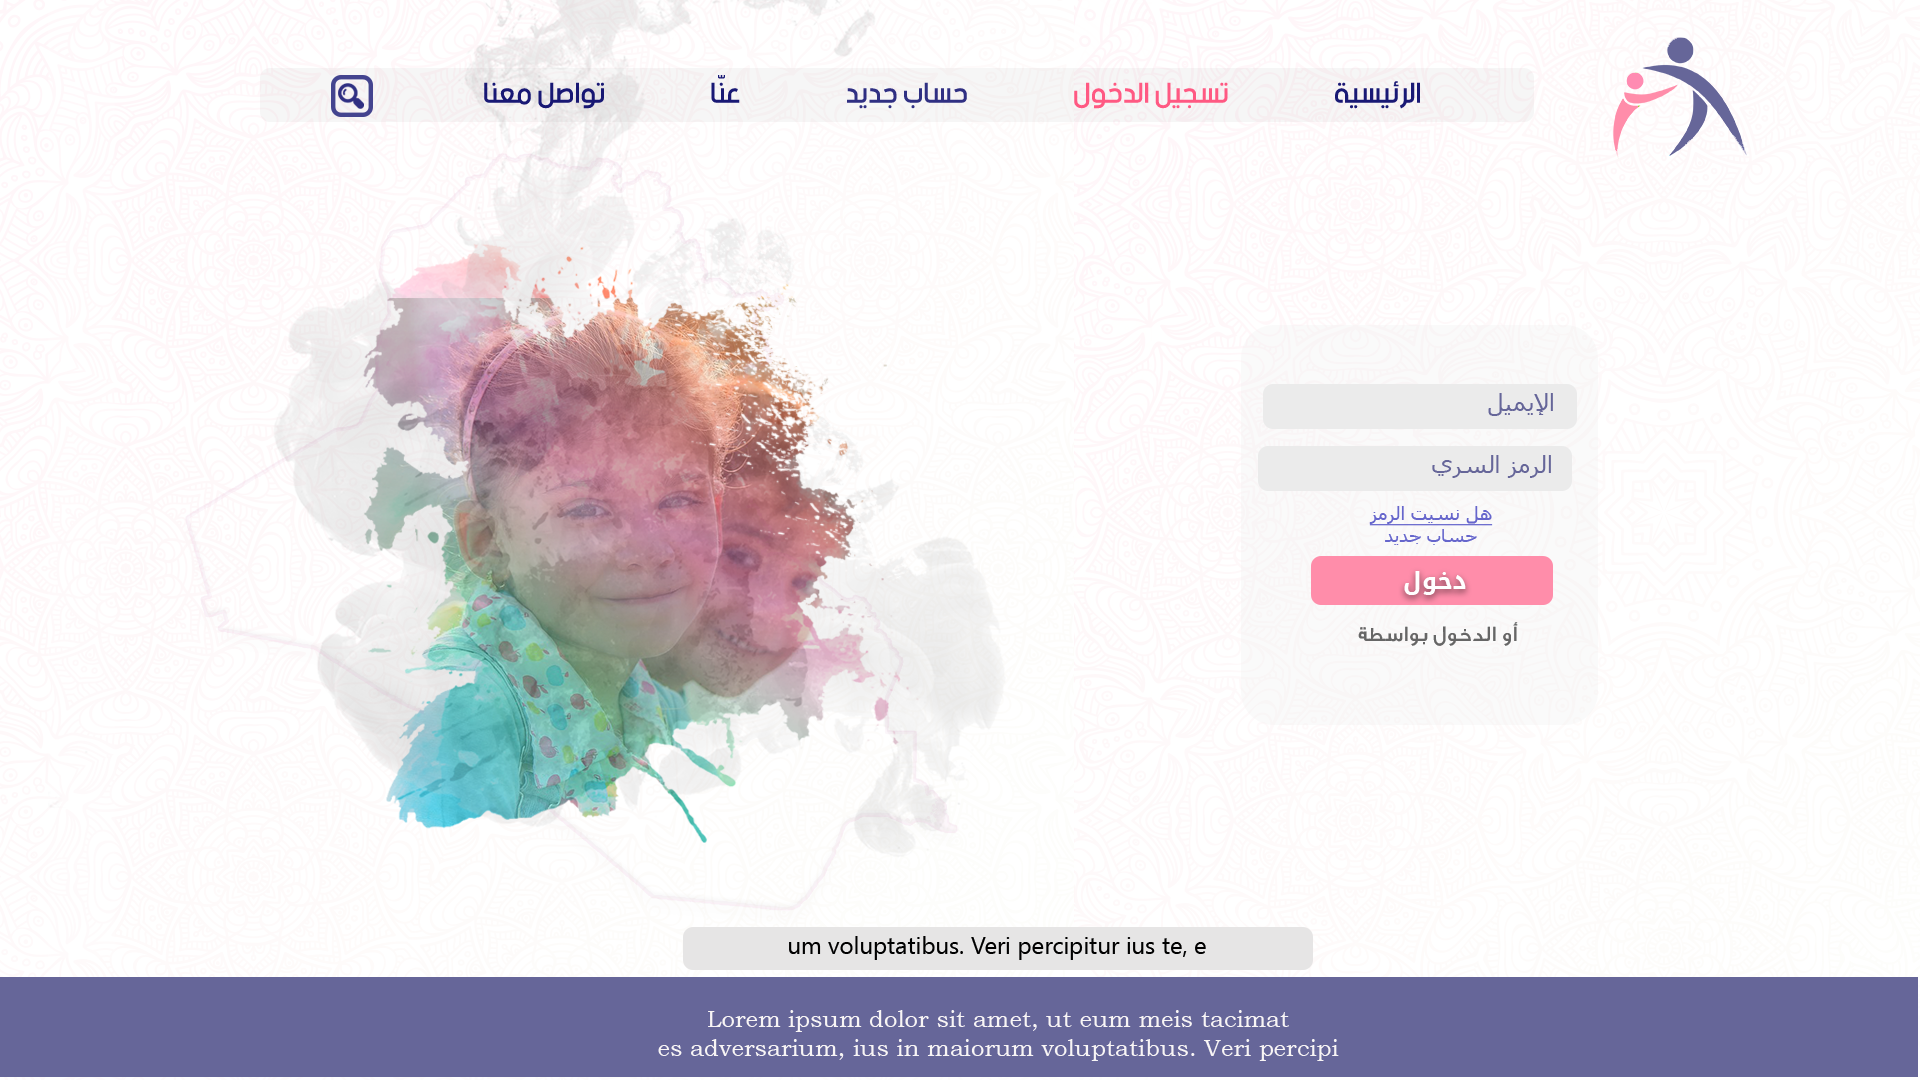 الرئيسية
تسجيل الدخول
حساب جديد
عنّا
تواصل معنا
الإيميل
الرمز السري
هل نسيت الرمز
حساب جديد
دخول
أو الدخول بواسطة
um voluptatibus. Veri percipitur ius te, e
Lorem ipsum dolor sit amet, ut eum meis tacimat
es adversarium, ius in maiorum voluptatibus. Veri percipi